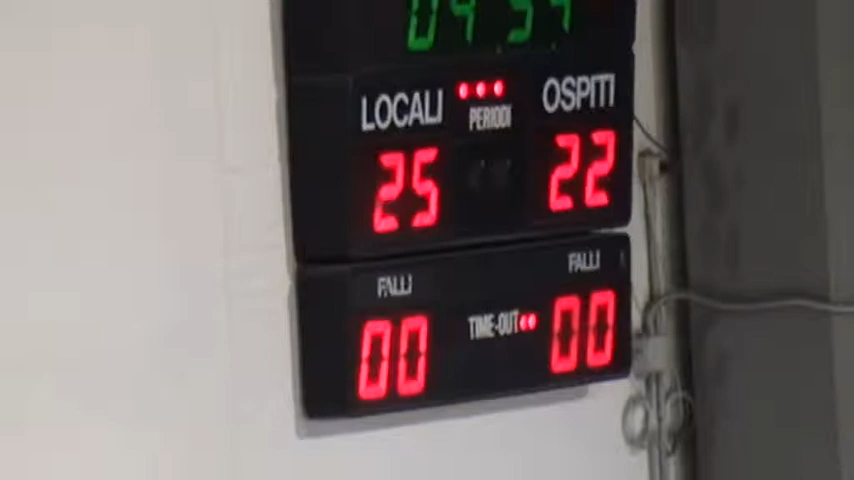 LOCALI OSPITI
PERIODI
25 22
FALLI FALLI
TIME-OUT
00 00